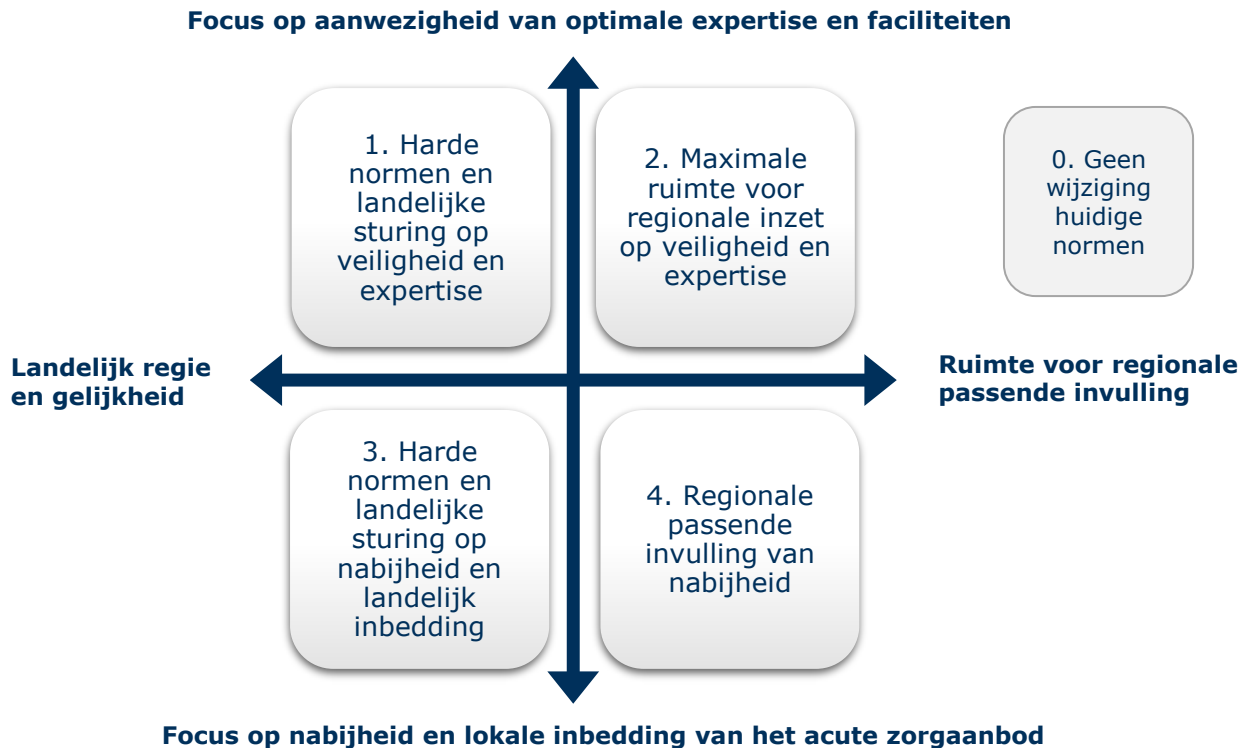 Focus op aanwezigheid van optimale expertise en faciliteiten
1. Harde
normen en
landelijke
sturing op
veiligheid en
expertise
2. Maximale
ruimte voor
regionale inzet
op veiligheid en
expertise
0. Geen
wijziging
huidige
normen
Landelijk regie
en gelijkheid
Ruimte voor regionale
passende invulling
3. Harde
normen en
landelijke
sturing op
nabijheid en
landelijk
inbedding
4. Regionale
passende
invulling van
nabijheid
Focus op nabijheid en lokale inbedding van het acute zorgaanbod